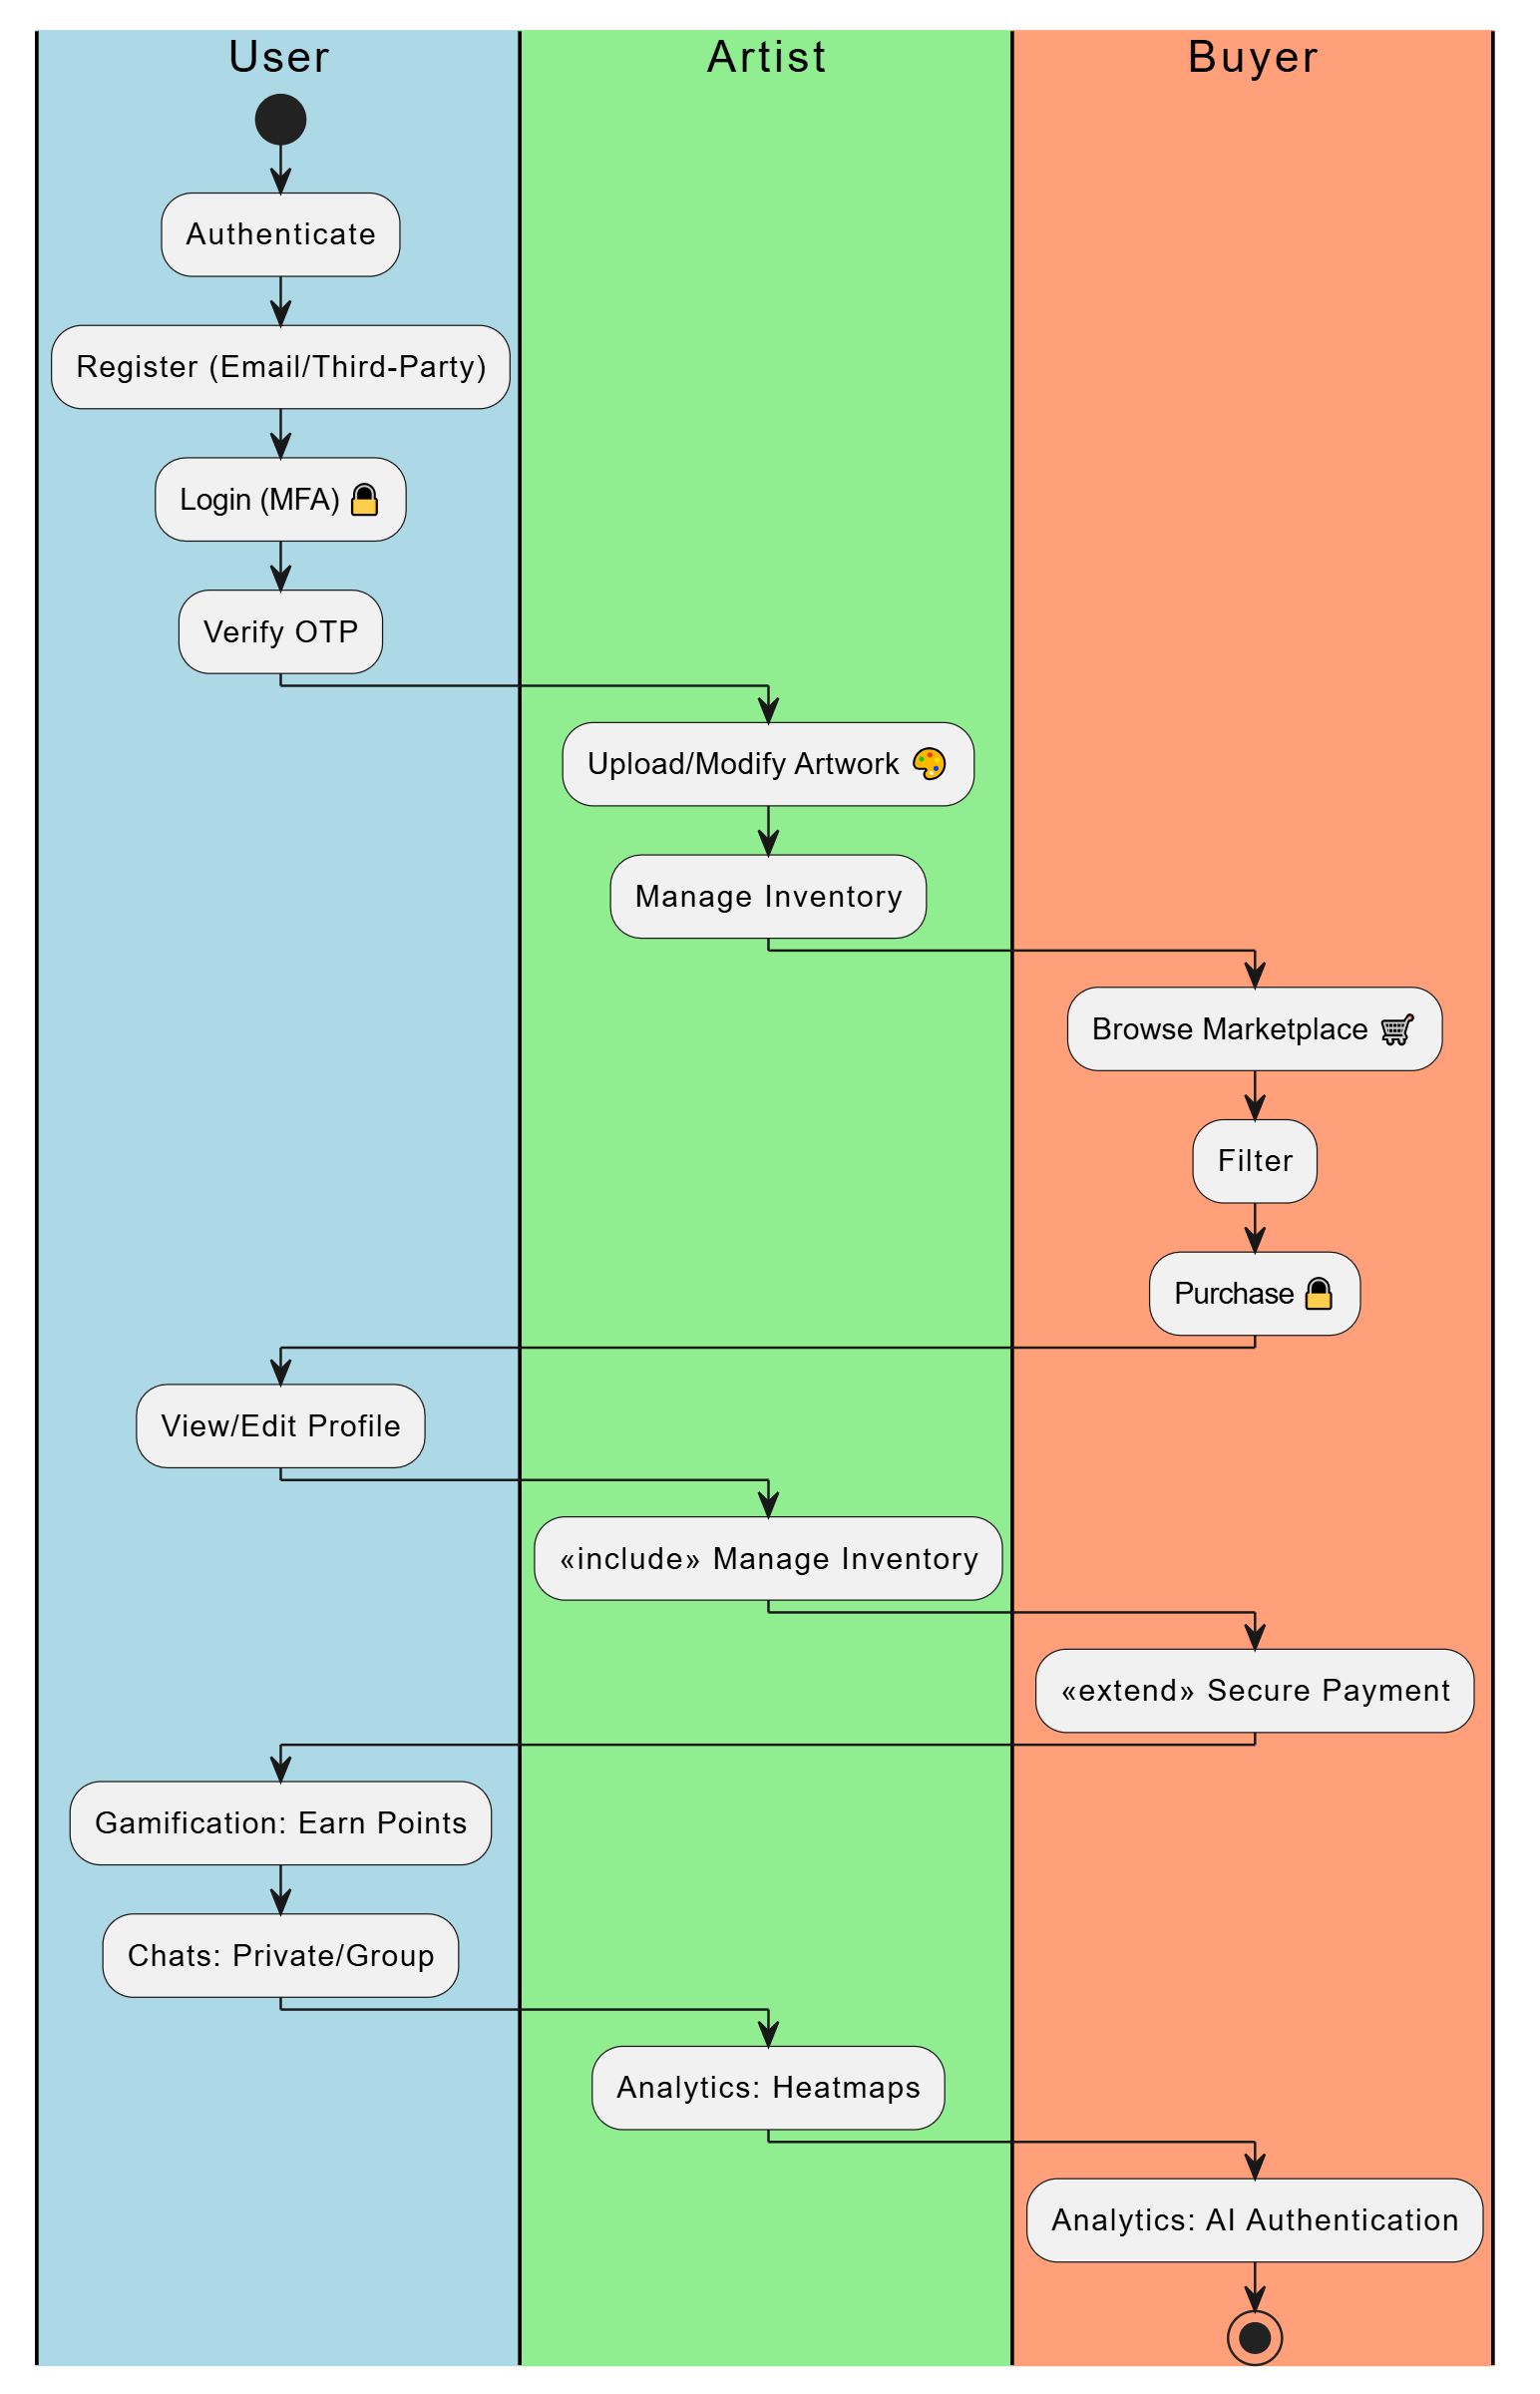 User
Artist
Buyer
Authenticate
Register (Email/Third-Party)
Login (MFA) 🔒
Verify OTP
Upload/Modify Artwork 🎨
Manage Inventory
Browse Marketplace 🛒
Filter
Purchase 🔒
View/Edit Profile
«include» Manage Inventory
«extend» Secure Payment
Gamification: Earn Points
Chats: Private/Group
Analytics: Heatmaps
Analytics: AI Authentication